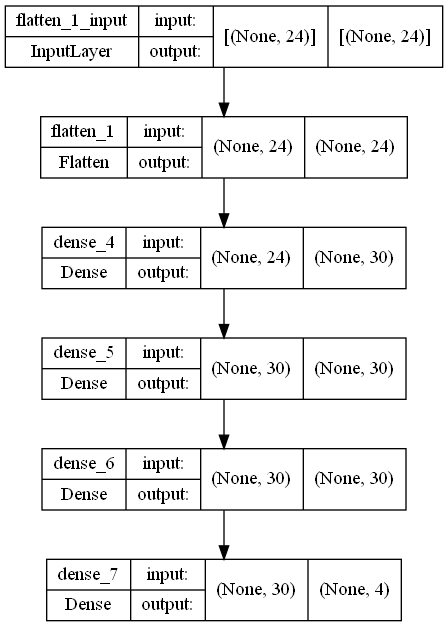 flatten_1_input input: [(None, 24)] [(None, 24)]
InputLayer output:
flatten_1 input: (None, 24) (None, 24)
Flatten output:
dense_4 input: (None, 24) (None, 30)
Dense output:
dense_5 input: (None, 30) (None, 30)
Dense output:
dense_6 input: (None, 30) (None, 30)
Dense output:
dense_7 input: (None, 30) (None, 4)
Dense output: